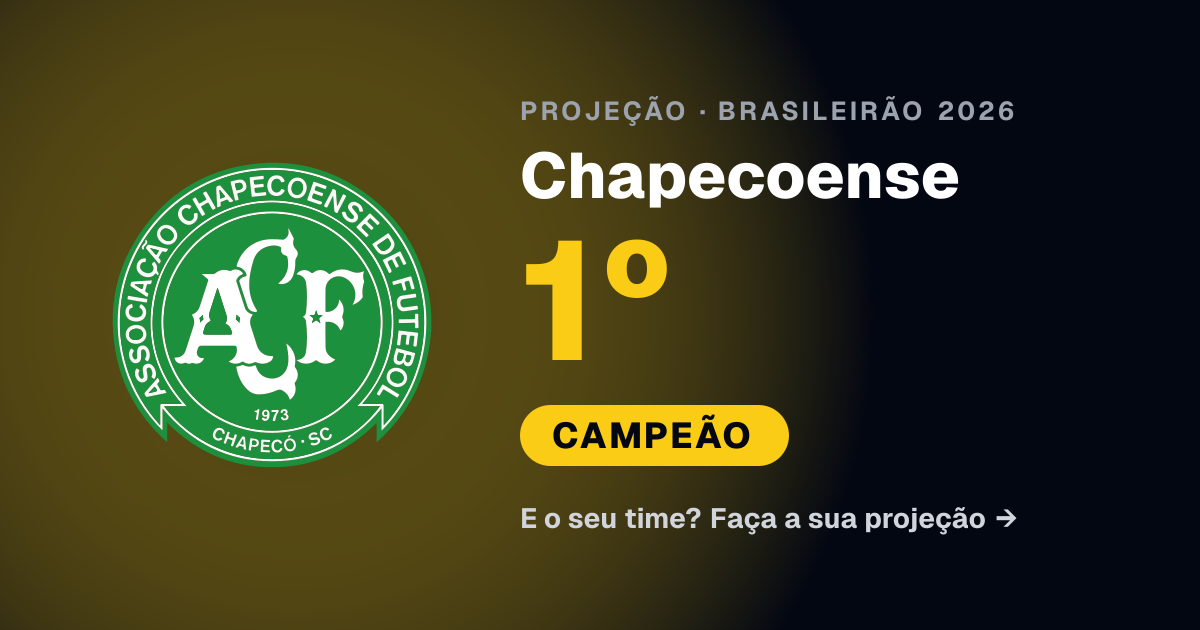 ASSOCIAÇÃO CHAPECOENSE DE FUTEBOL
ACF
1973
CHAPECÓ · SC
PROJEÇÃO · BRASILEIRÃO 2026
Chapecoense
1º
CAMPEÃO
E o seu time? Faça a sua projeção →